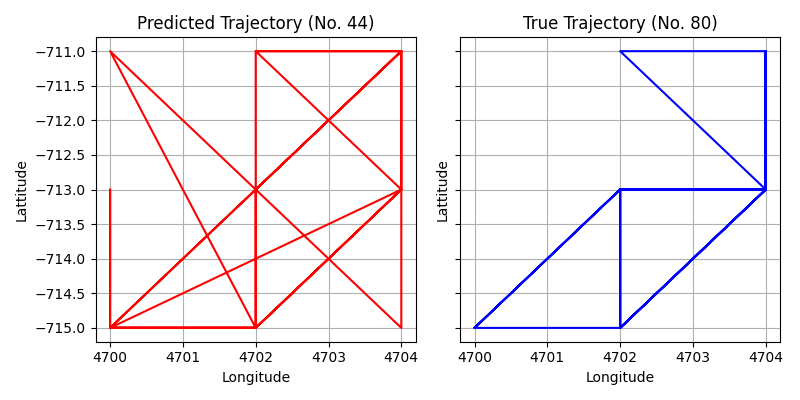 Predicted Trajectory (No. 44)
True Trajectory (No. 80)
−711.0
−711.5
−712.0
−712.5
−713.0
−713.5
−714.0
−714.5
−715.0
Lattitude
Lattitude
4700 4701 4702 4703 4704
4700 4701 4702 4703 4704
Longitude
Longitude